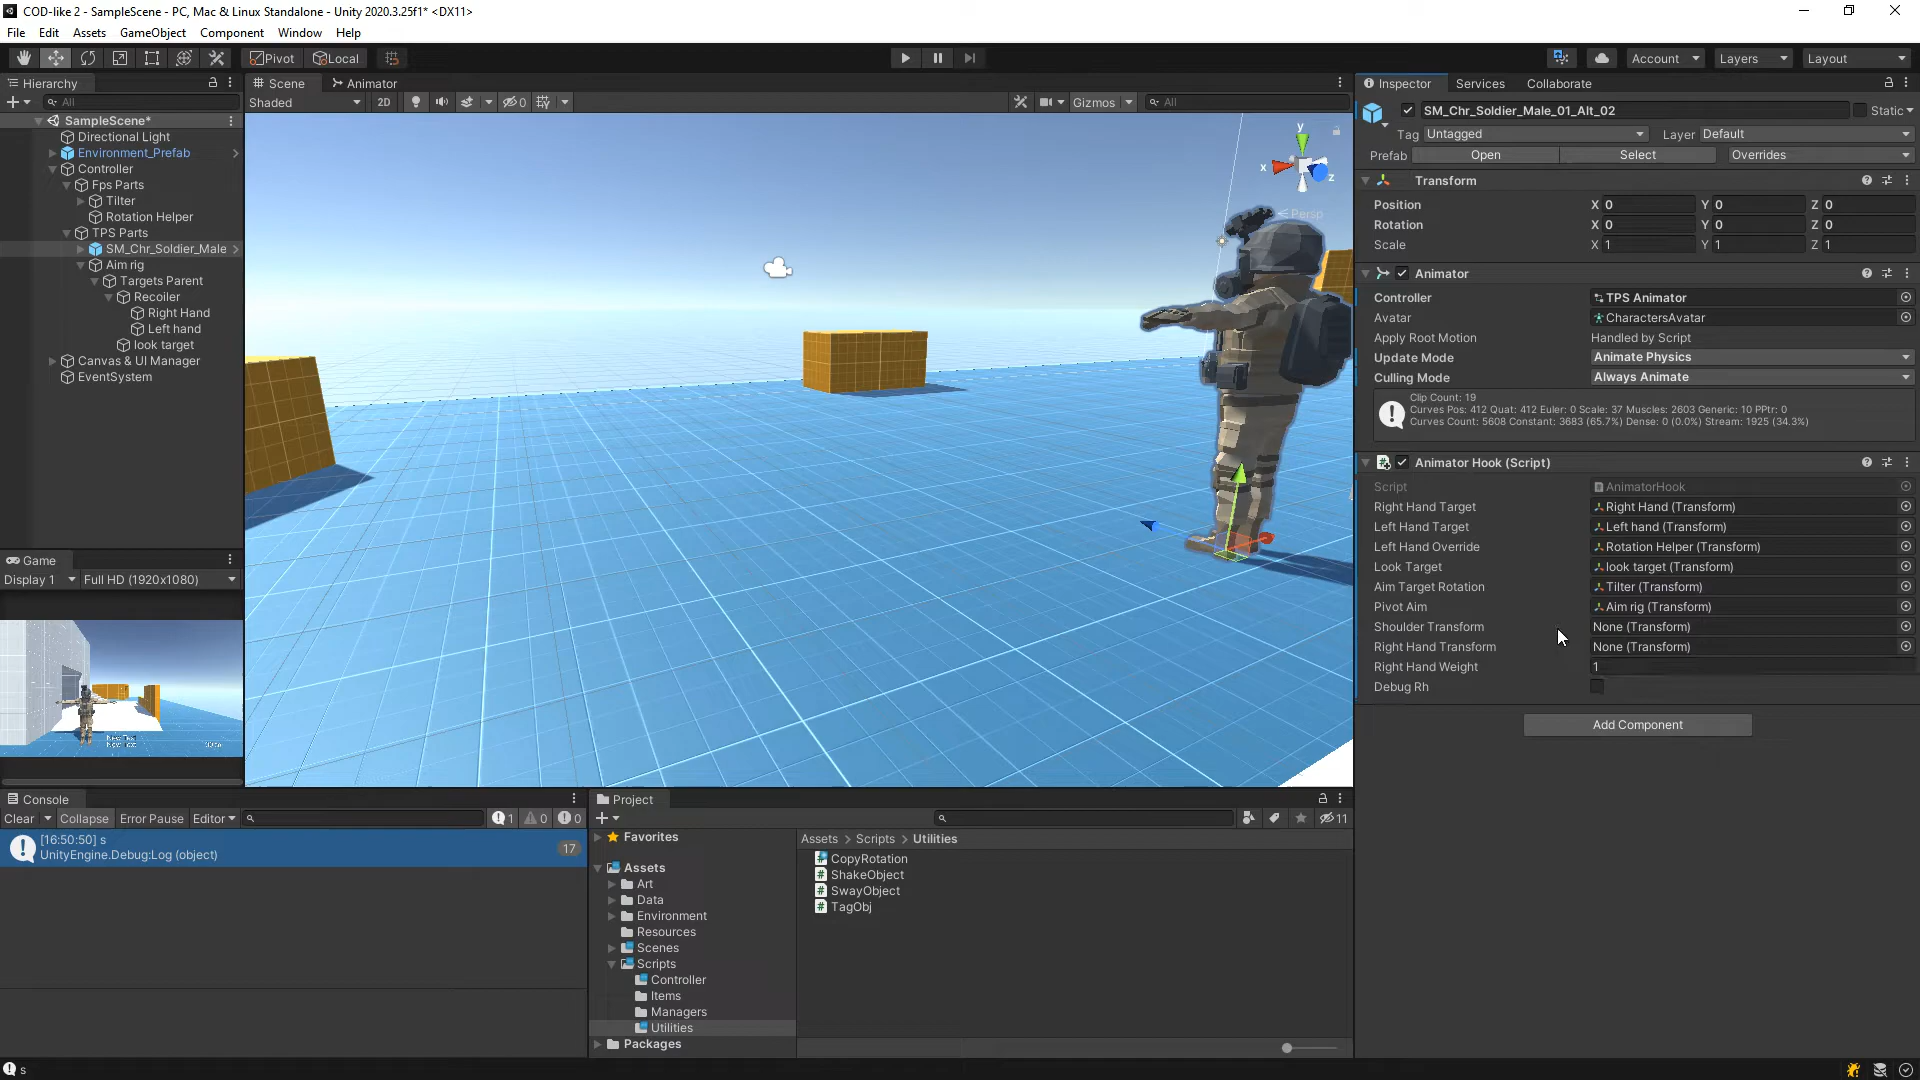 COD-like 2 - SampleScene - PC, Mac & Linux Standalone - Unity 2020.3.25f1* <DX11>
File Edit Assets GameObject Component Window Help
Pivot Local Account Layers Layout
Hierarchy
All
SampleScene*
Directional Light
Environment_Prefab
Controller
Fps Parts
Tilter
Rotation Helper
TPS Parts
SM_Chr_Soldier_Male
Aim rig
Targets Parent
Recoiler
Right Hand
Left hand
look target
Canvas & UI Manager
EventSystem
Scene Animator
Shaded 2D 0 Gizmos All
y
x
z
Persp
Game
Display 1 Full HD (1920x1080)
New Text
New Text
Inspector Services Collaborate
SM_Chr_Soldier_Male_01_Alt_02 Static
Tag Untagged Layer Default
Prefab Open Select Overrides
Transform
Position X 0 Y 0 Z 0
Rotation X 0 Y 0 Z 0
Scale X 1 Y 1 Z 1
Animator
Controller TPS Animator
Avatar CharactersAvatar
Apply Root Motion Handled by Script
Update Mode Animate Physics
Culling Mode Always Animate
Clip Count: 19
Curves Pos: 412 Quat: 412 Euler: 0 Scale: 37 Muscles: 2603 Generic: 10 PPtr: 0
Curves Count: 5608 Constant: 3683 (65.7%) Dense: 0 (0.0%) Stream: 1925 (34.3%)
Animator Hook (Script)
Script AnimatorHook
Right Hand Target Right Hand (Transform)
Left Hand Target Left hand (Transform)
Left Hand Override Rotation Helper (Transform)
Look Target look target (Transform)
Aim Target Rotation Tilter (Transform)
Pivot Aim Aim rig (Transform)
Shoulder Transform None (Transform)
Right Hand Transform None (Transform)
Right Hand Weight 1
Debug Rh
Add Component
Console
Clear Collapse Error Pause Editor 1 0 0
[16:50:50] s
UnityEngine.Debug:Log (object)
17
Project
11
Favorites
Assets
Art
Data
Environment
Resources
Scenes
Scripts
Controller
Items
Managers
Utilities
Packages
Assets > Scripts > Utilities
CopyRotation
ShakeObject
SwayObject
TagObj
s